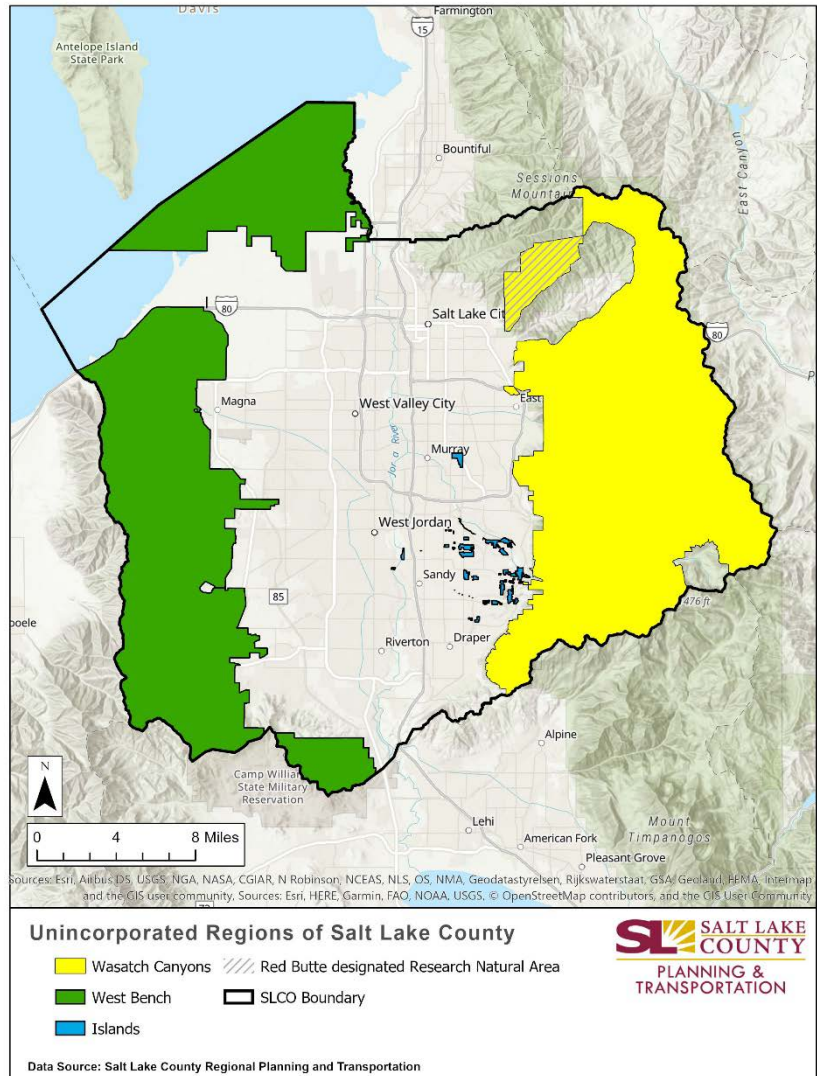 Davis
Farmington
15
Antelope Island
State Park
Bountiful
Sessions
Mountain
East Canyon
80
Salt Lake Cit
80
Magna
West Valley City
East
Murray
River
West Jordan
Sandy
85
476 ft
Riverton
Draper
ooele
Alpine
N
Camp William
State Military
Reservation
0 4 8 Miles
Lehi
Mount
Timpanogos
American Fork
Pleasant Grove
Sources: Esri, Airbus DS, USGS, NGA, NASA, CGIAR, N Robinson, NCEAS, NLS, OS, NMA, Geodatastyrelsen, Rijkswaterstaat, GSA, Geoland, FEMA, Intermap
and the GIS user community, Sources: Esri, HERE, Garmin, FAO, NOAA, USGS, © OpenStreetMap contributors, and the GIS User Community
Unincorporated Regions of Salt Lake County
Wasatch Canyons
Red Butte designated Research Natural Area
West Bench
SLCO Boundary
Islands
SL SALT LAKE
COUNTY
PLANNING &
TRANSPORTATION
Data Source: Salt Lake County Regional Planning and Transportation